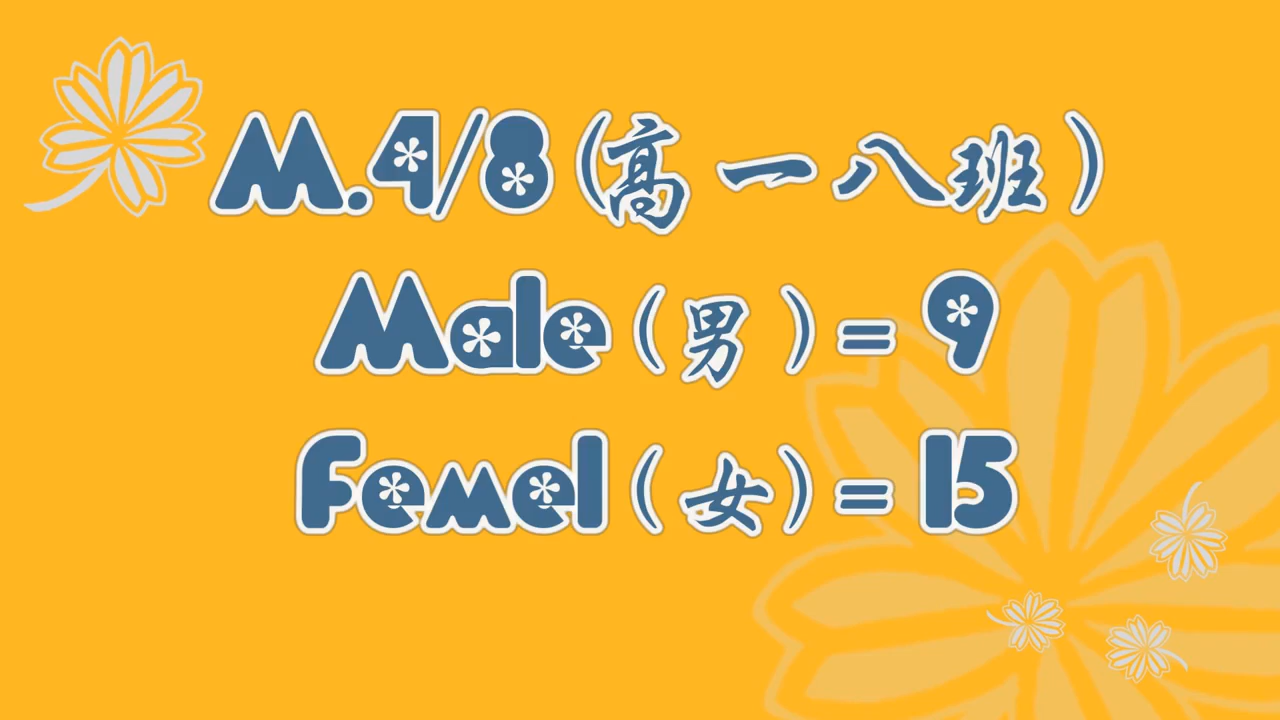 M.4/8 (高一八班)
Male (男) = 9
Femel (女) = 15